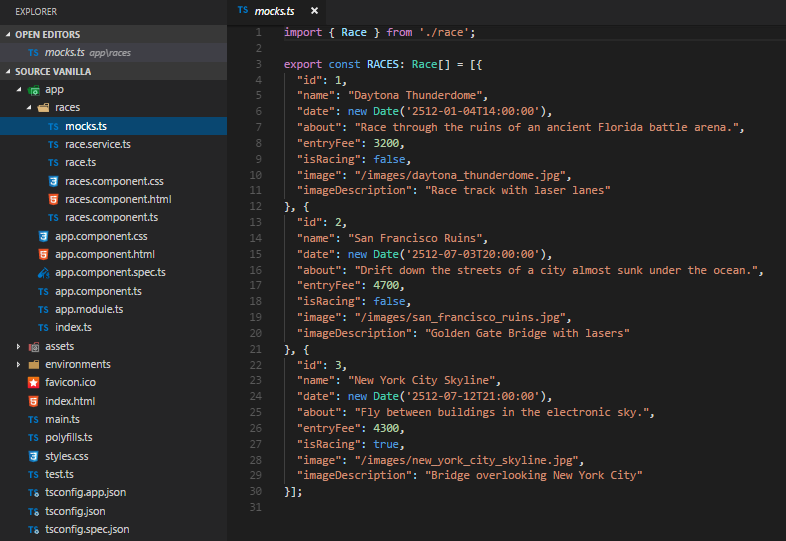 EXPLORER
OPEN EDITORS
TS mocks.ts app\races
SOURCE VANILLA
app
races
TS mocks.ts
TS race.service.ts
TS race.ts
races.component.css
races.component.html
TS races.component.ts
app.component.css
app.component.html
app.component.spec.ts
TS app.component.ts
TS app.module.ts
TS index.ts
assets
environments
favicon.ico
index.html
TS main.ts
TS polyfills.ts
styles.css
TS test.ts
TS tsconfig.app.json
TS tsconfig.json
TS tsconfig.spec.json
TS mocks.ts ×
1 import { Race } from './race';
2
3 export const RACES: Race[] = [{
4 "id": 1,
5 "name": "Daytona Thunderdome",
6 "date": new Date('2512-01-04T14:00:00'),
7 "about": "Race through the ruins of an ancient Florida battle arena.",
8 "entryFee": 3200,
9 "isRacing": false,
10 "image": "/images/daytona_thunderdome.jpg",
11 "imageDescription": "Race track with laser lanes"
12 }, {
13 "id": 2,
14 "name": "San Francisco Ruins",
15 "date": new Date('2512-07-03T20:00:00'),
16 "about": "Drift down the streets of a city almost sunk under the ocean.",
17 "entryFee": 4700,
18 "isRacing": false,
19 "image": "/images/san_francisco_ruins.jpg",
20 "imageDescription": "Golden Gate Bridge with lasers"
21 }, {
22 "id": 3,
23 "name": "New York City Skyline",
24 "date": new Date('2512-07-12T21:00:00'),
25 "about": "Fly between buildings in the electronic sky.",
26 "entryFee": 4300,
27 "isRacing": true,
28 "image": "/images/new_york_city_skyline.jpg",
29 "imageDescription": "Bridge overlooking New York City"
30 }];
31